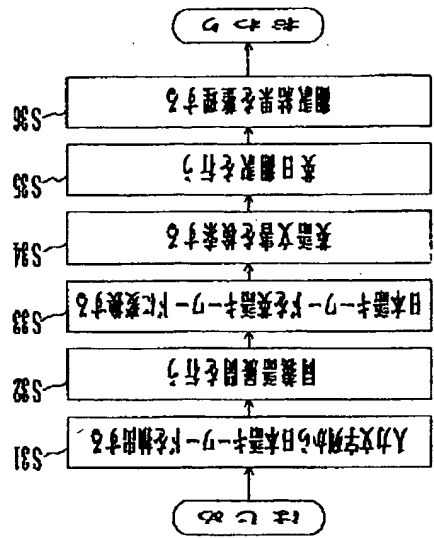 はじめ
S31 入力文字列から日本語キーワードを抽出する
S32 同義語展開を行う
S33 日本語キーワードを英語キーワードに変換する
S34 英語文書を検索する
S35 英日翻訳を行う
S36 翻訳結果を整理する
おわり